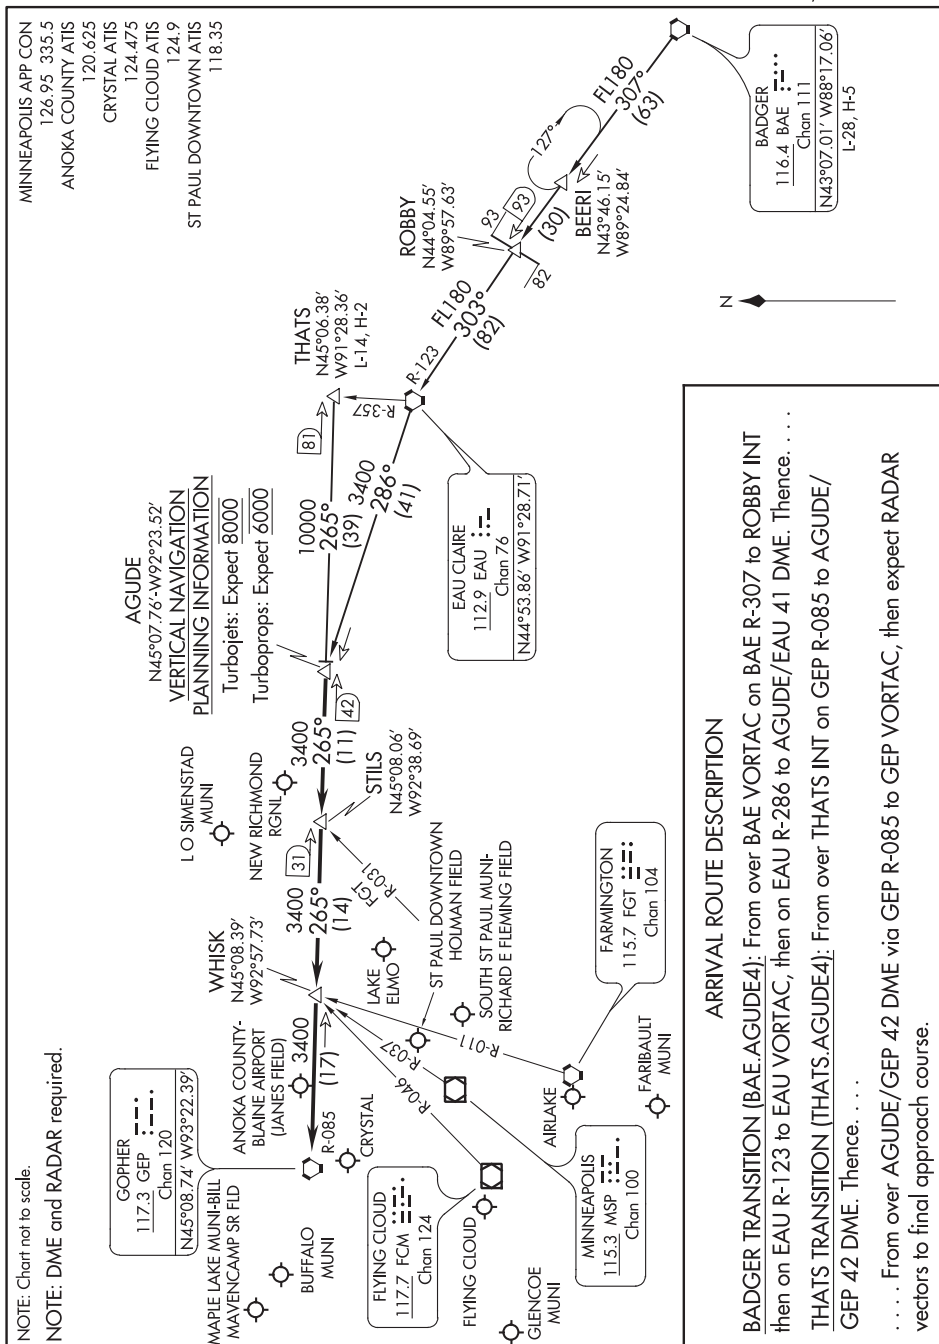 NOTE: Chart not to scale.
NOTE: DME and RADAR required.
MINNEAPOLIS APP CON
126.95 335.5
ANOKA COUNTY ATIS
120.625
CRYSTAL ATIS
124.475
FLYING CLOUD ATIS
124.9
ST PAUL DOWNTOWN ATIS
118.35
GOPHER
117.3 GEP
Chan 120
N45°08.74' W93°22.39'
MAPLE LAKE MUNI-BILL
MAVENCAMP SR FLD
BUFFALO
MUNI
CRYSTAL
ANOKA COUNTY-
BLAINE AIRPORT
(JANES FIELD)
R-085
3400
(17)
WHISK
N45°08.39'
W92°57.73'
3400
265°
(14)
31
L O SIMENSTAD
MUNI
NEW RICHMOND
RGNL
STILS
N45°08.06'
W92°38.69'
3400
265°
(11)
42
AGUDE
N45°07.76'-W92°23.52'
VERTICAL NAVIGATION
PLANNING INFORMATION
Turbojets: Expect 8000
Turboprops: Expect 6000
10000
265°
(39)
81
THATS
N45°06.38'
W91°28.36'
L-14, H-2
R-357
3400
286°
(41)
EAU CLAIRE
112.9 EAU
Chan 76
N44°53.86' W91°28.71'
R-123
FL180
303°
(82)
ROBBY
N44°04.55'
W89°57.63'
93
93
82
(30)
BEERI
N43°46.15'
W89°24.84'
127°
FL180
307°
(63)
BADGER
116.4 BAE
Chan 111
N43°07.01' W88°17.06'
L-28, H-5
N
FGT
R-031
LAKE
ELMO
ST PAUL DOWNTOWN
HOLMAN FIELD
SOUTH ST PAUL MUNI-
RICHARD E FLEMING FIELD
R-011
R-037
R-046
FLYING CLOUD
117.7 FCM
Chan 124
FLYING CLOUD
GLENCOE
MUNI
MINNEAPOLIS
115.3 MSP
Chan 100
AIRLAKE
FARIBAULT
MUNI
FARMINGTON
115.7 FGT
Chan 104
ARRIVAL ROUTE DESCRIPTION
BADGER TRANSITION (BAE.AGUDE4): From over BAE VORTAC on BAE R-307 to ROBBY INT
then on EAU R-123 to EAU VORTAC, then on EAU R-286 to AGUDE/EAU 41 DME. Thence. . . .
THATS TRANSITION (THATS.AGUDE4): From over THATS INT on GEP R-085 to AGUDE/
GEP 42 DME. Thence. . . .
. . . . From over AGUDE/GEP 42 DME via GEP R-085 to GEP VORTAC, then expect RADAR
vectors to final approach course.